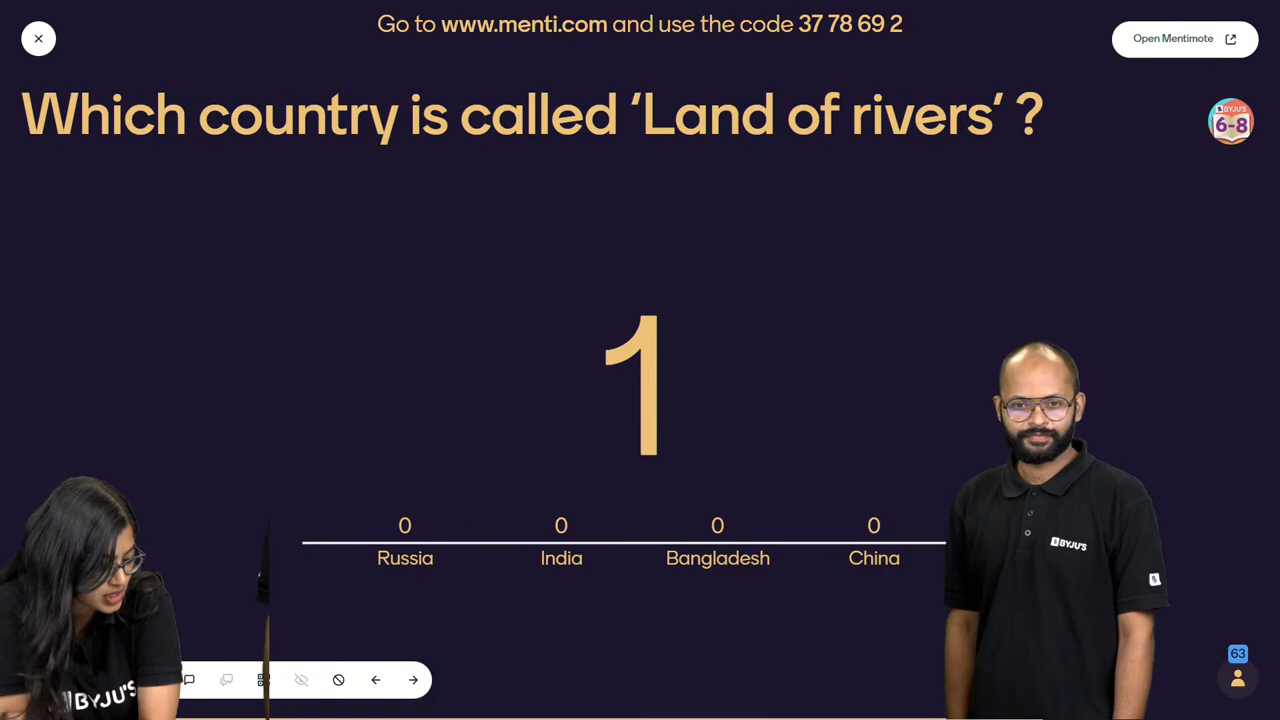 Go to www.menti.com and use the code 37 78 69 2
Open Mentimote
Which country is called ‘Land of rivers’ ?
BYJU'S
6-8
1
0 0 0 0
Russia India Bangladesh China
BYJU'S
BYJU'S
63